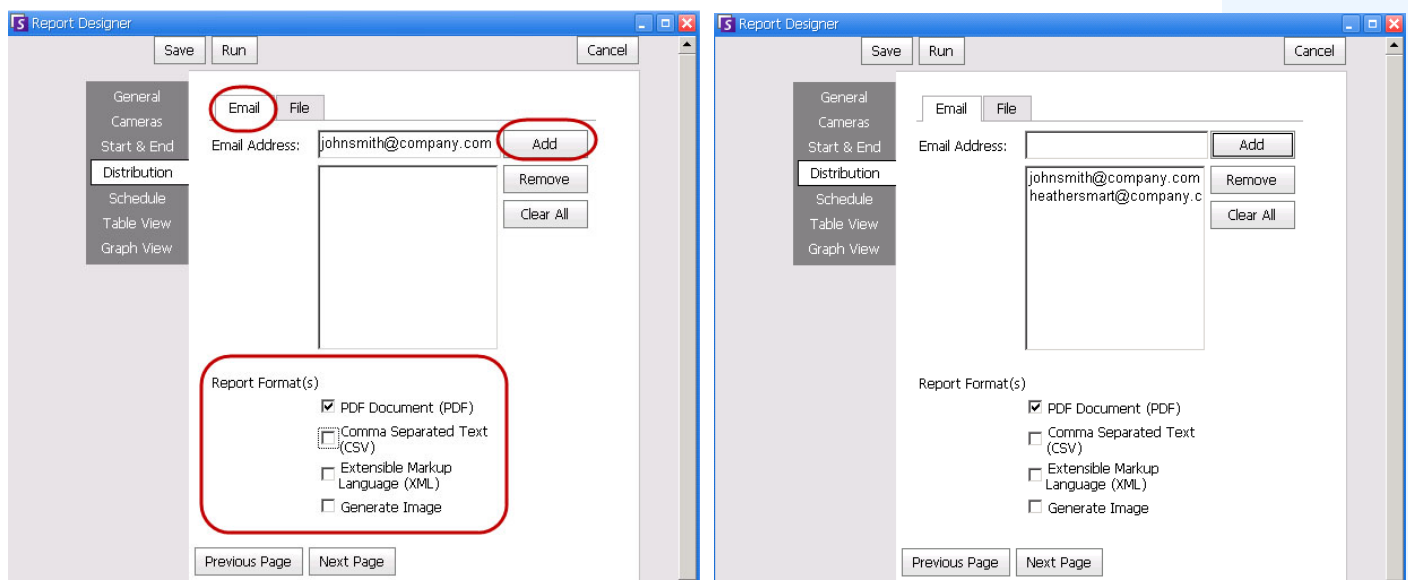 Report Designer
Save Run Cancel
General
Cameras
Start & End
Distribution
Schedule
Table View
Graph View
Email File
Email Address: johnsmith@company.com Add
Remove
Clear All
Report Format(s)
PDF Document (PDF)
Comma Separated Text
(CSV)
Extensible Markup
Language (XML)
Generate Image
Previous Page Next Page
Report Designer
Save Run Cancel
General
Cameras
Start & End
Distribution
Schedule
Table View
Graph View
Email File
Email Address: Add
johnsmith@company.com
heathersmart@company.c
Remove
Clear All
Report Format(s)
PDF Document (PDF)
Comma Separated Text
(CSV)
Extensible Markup
Language (XML)
Generate Image
Previous Page Next Page